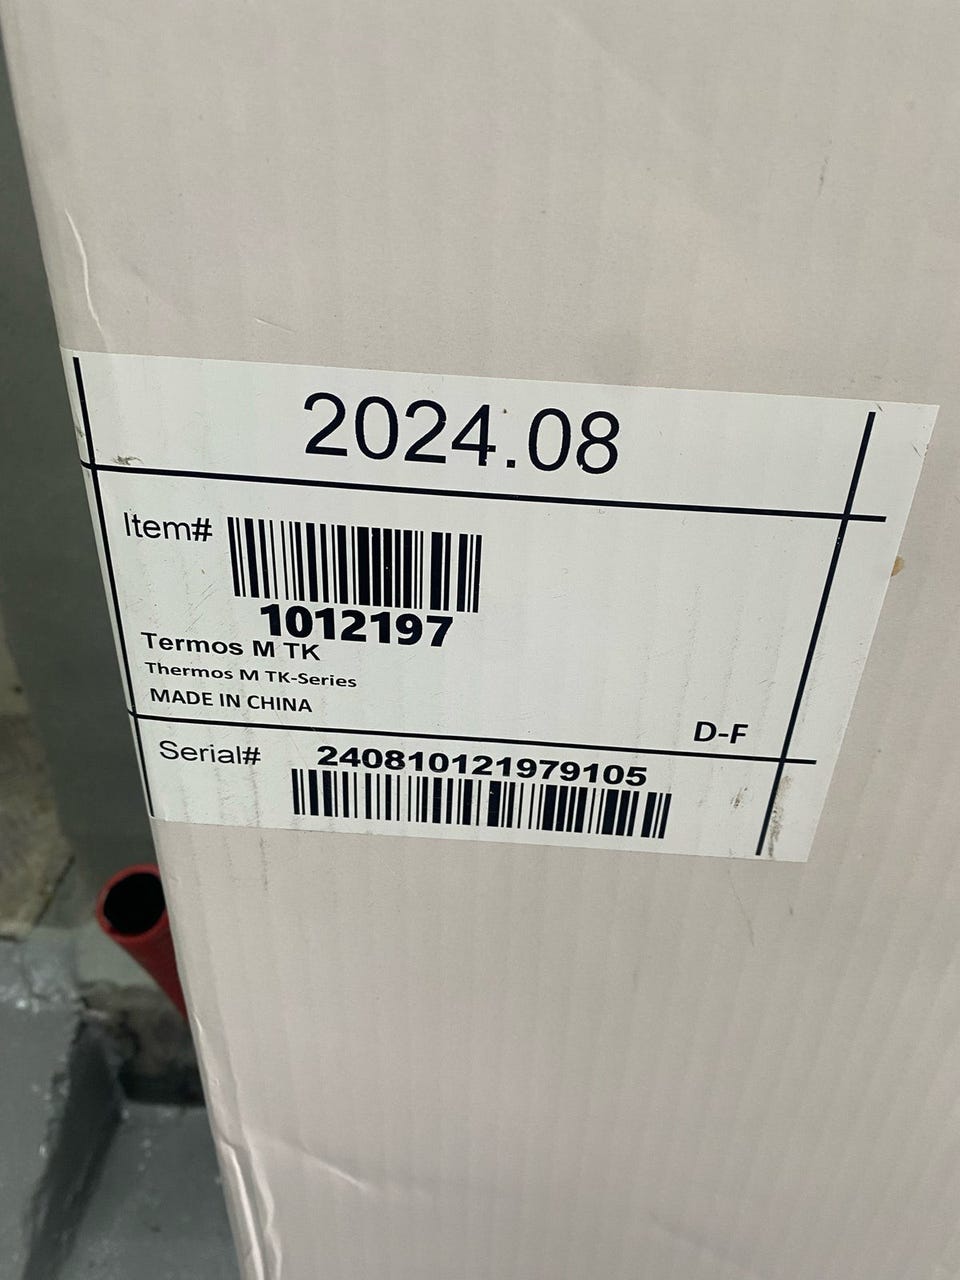 2024.08
Item#
1012197
Termos M TK
Thermos M TK-Series
MADE IN CHINA
D-F
Serial# 240810121979105